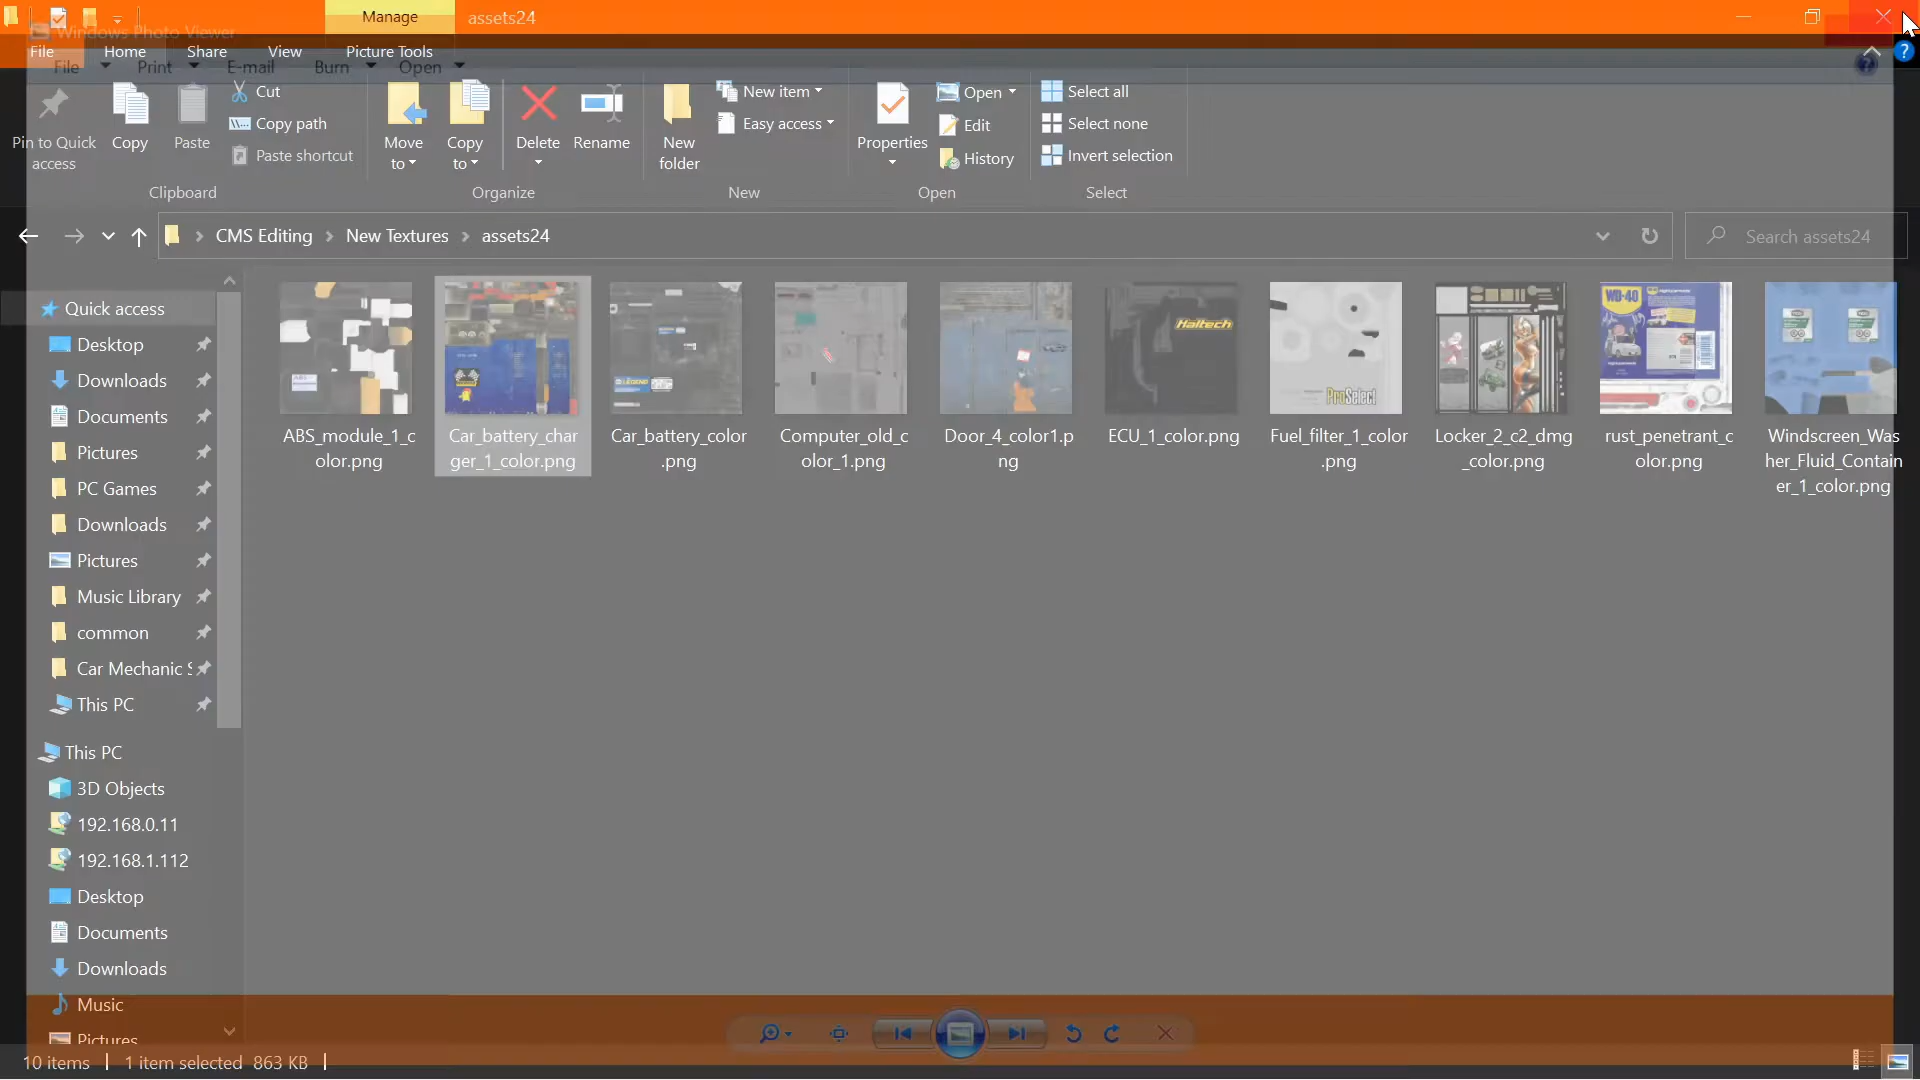 Manage
assets24
Windows Photo Viewer
File
Home
Share
View
Picture Tools
File
Print
E-mail
Burn
Open
Pin to Quick
access
Copy
Paste
Cut
Copy path
Paste shortcut
Clipboard
Move
to
Copy
to
Delete
Rename
Organize
New
folder
New item
Easy access
New
Properties
Open
Edit
History
Open
Select all
Select none
Invert selection
Select
CMS Editing
New Textures
assets24
Search assets24
Quick access
Desktop
Downloads
Documents
Pictures
PC Games
Downloads
Pictures
Music Library
common
Car Mechanic S
This PC
This PC
3D Objects
192.168.0.11
192.168.1.112
Desktop
Documents
Downloads
Music
Pictures
ABS
ABS_module_1_c
olor.png
Car_battery_char
ger_1_color.png
LEGEND
Car_battery_color
.png
Computer_old_c
olor_1.png
Door_4_color1.p
ng
Haltech
ECU_1_color.png
ProSelect
Fuel_filter_1_color
.png
Locker_2_c2_dmg
_color.png
WD-40
rust_penetrant_c
olor.png
Windscreen_Was
her_Fluid_Contain
er_1_color.png
10 items
1 item selected
863 KB